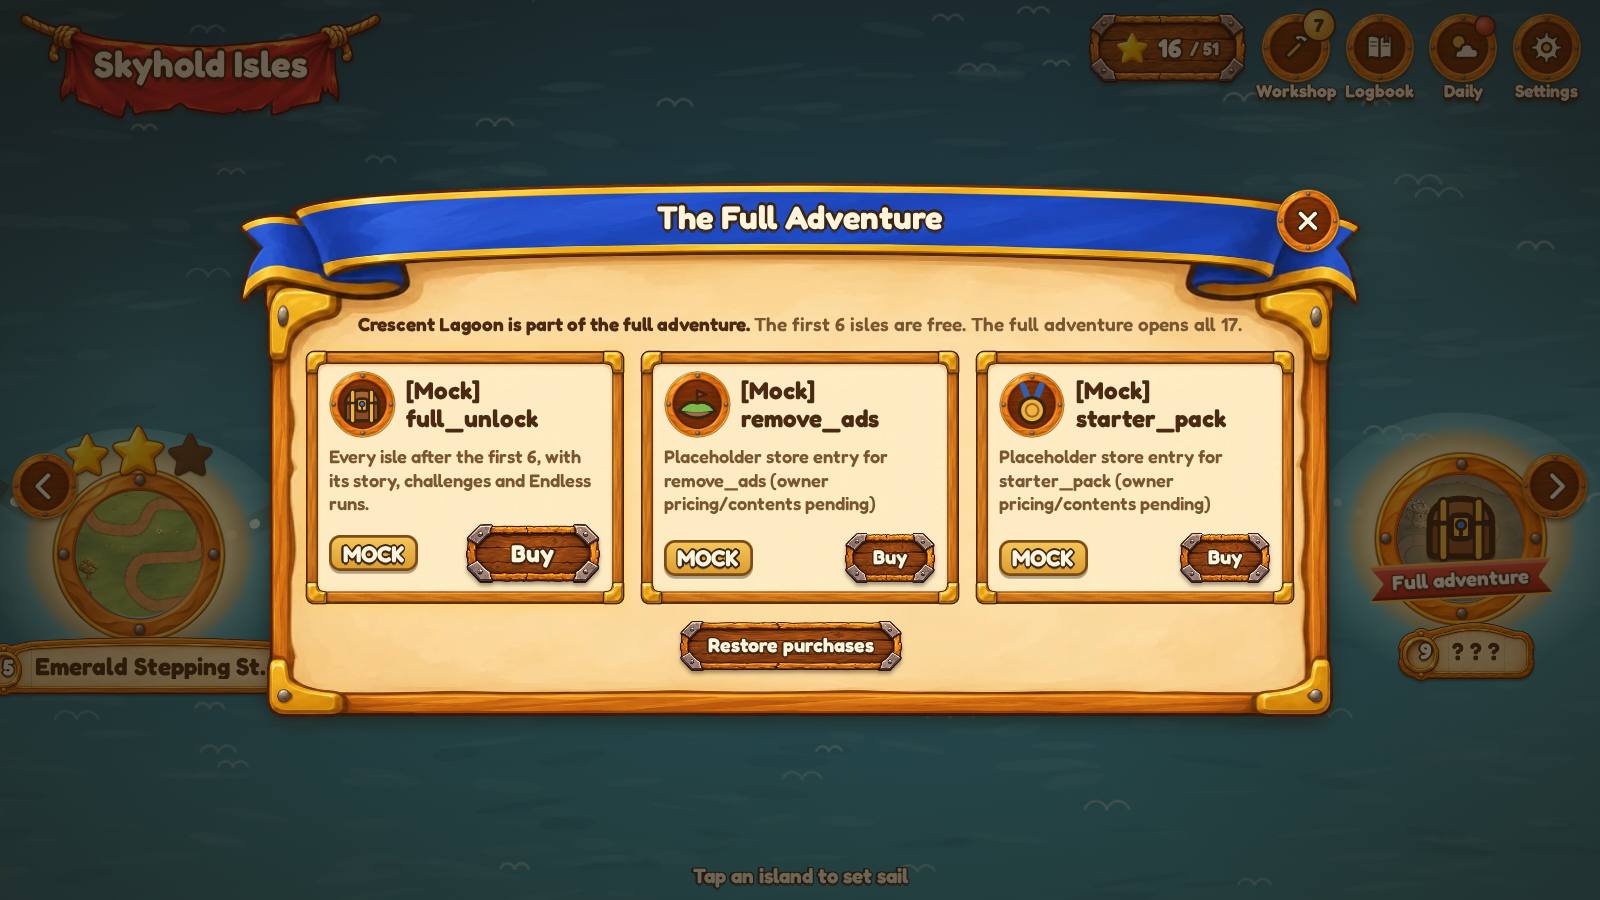 Skyhold Isles
16 / 51
7
Workshop
Logbook
Daily
Settings
The Full Adventure
Crescent Lagoon is part of the full adventure. The first 6 isles are free. The full adventure opens all 17.
[Mock]
full_unlock
Every isle after the first 6, with
its story, challenges and Endless
runs.
MOCK
Buy
[Mock]
remove_ads
Placeholder store entry for
remove_ads (owner
pricing/contents pending)
MOCK
Buy
[Mock]
starter_pack
Placeholder store entry for
starter_pack (owner
pricing/contents pending)
MOCK
Buy
Restore purchases
5 Emerald Stepping St.
Full adventure
9 ? ? ?
Tap an island to set sail